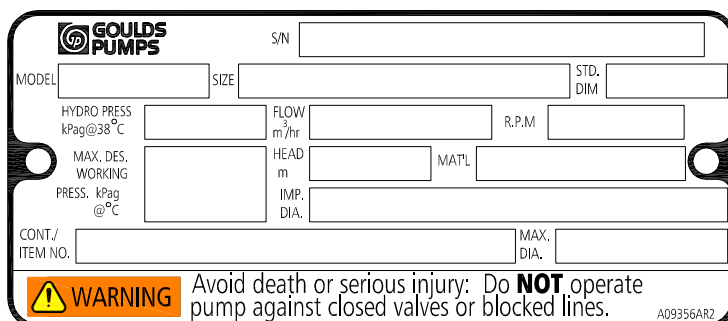 GOULDS
PUMPS
S/N
MODEL
SIZE
STD.
DIM
HYDRO PRESS
kPag@38°C
FLOW
m³/hr
R.P.M
MAX. DES.
WORKING
PRESS. kPag
@°C
HEAD
m
MAT'L
IMP.
DIA.
CONT./
ITEM NO.
MAX.
DIA.
WARNING
Avoid death or serious injury: Do NOT operate
pump against closed valves or blocked lines.
A09356AR2